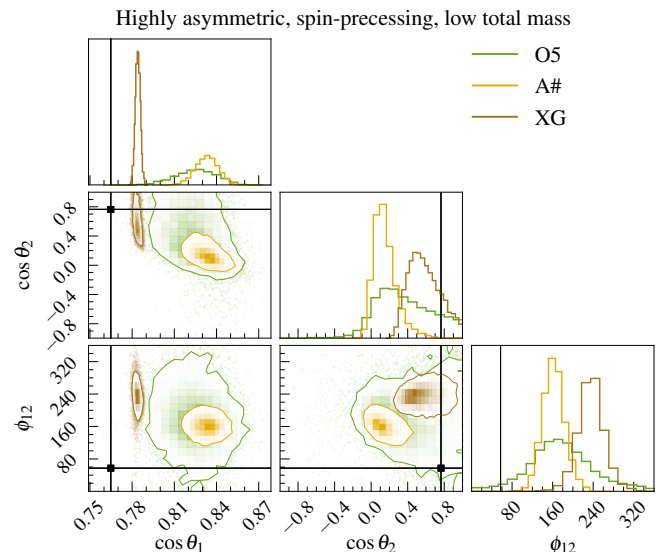 Highly asymmetric, spin-precessing, low total mass
O5
A#
XG
cos θ₂
0.8
0.4
0.0
−0.4
−0.8
ϕ₁₂
320
240
160
80
0.75
0.78
0.81
0.84
0.87
cos θ₁
−0.8
−0.4
0.0
0.4
0.8
cos θ₂
80
160
240
320
ϕ₁₂